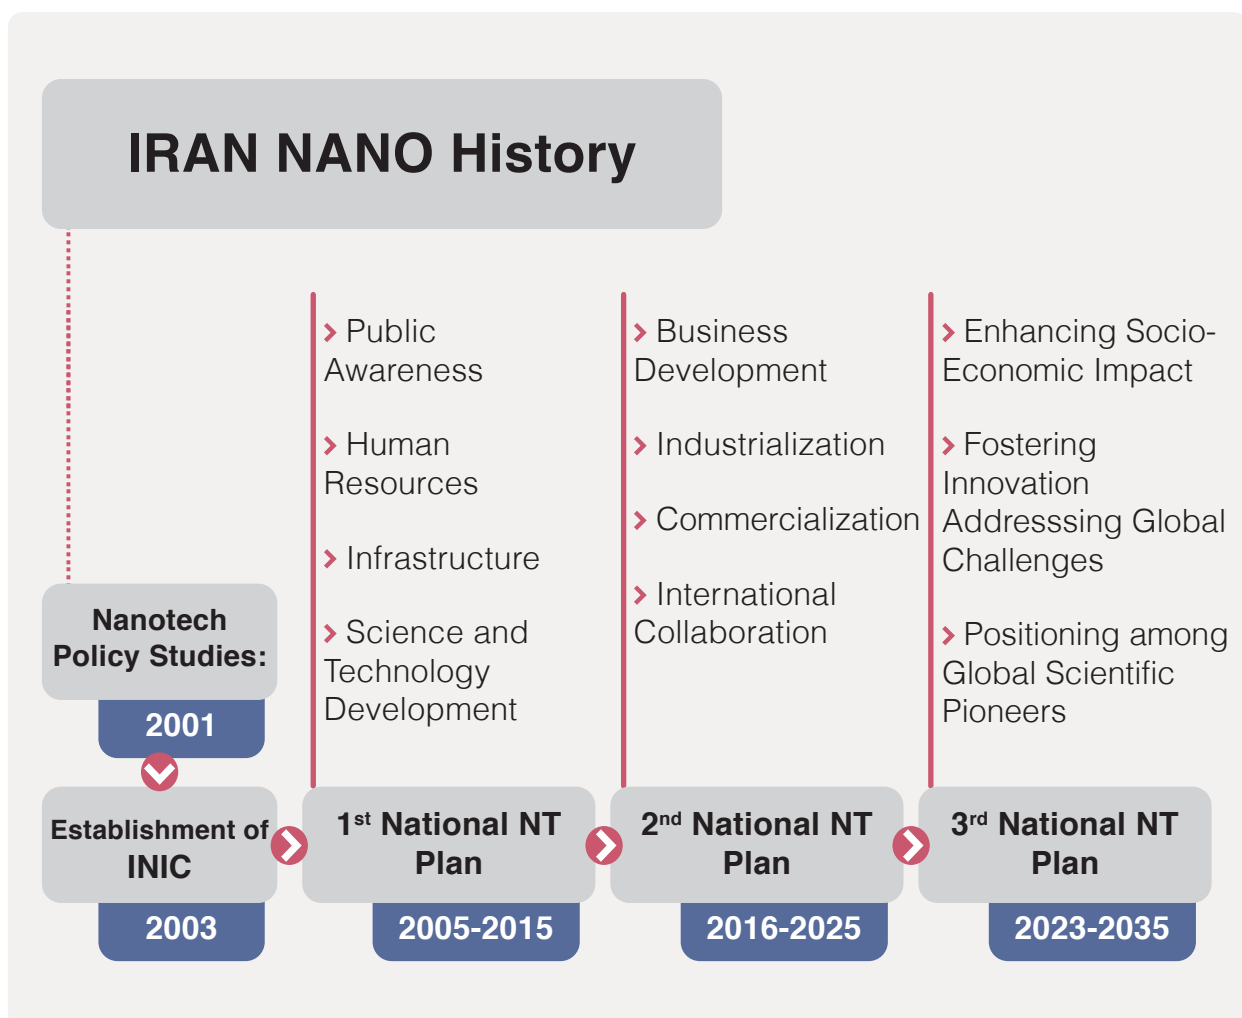 IRAN NANO History
Nanotech
Policy Studies:
2001
Establishment of
INIC
2003
Public
Awareness
Human
Resources
Infrastructure
Science and
Technology
Development
1st National NT
Plan
2005-2015
Business
Development
Industrialization
Commercialization
International
Collaboration
2nd National NT
Plan
2016-2025
Enhancing Socio-
Economic Impact
Fostering
Innovation
Addresssing Global
Challenges
Positioning among
Global Scientific
Pioneers
3rd National NT
Plan
2023-2035